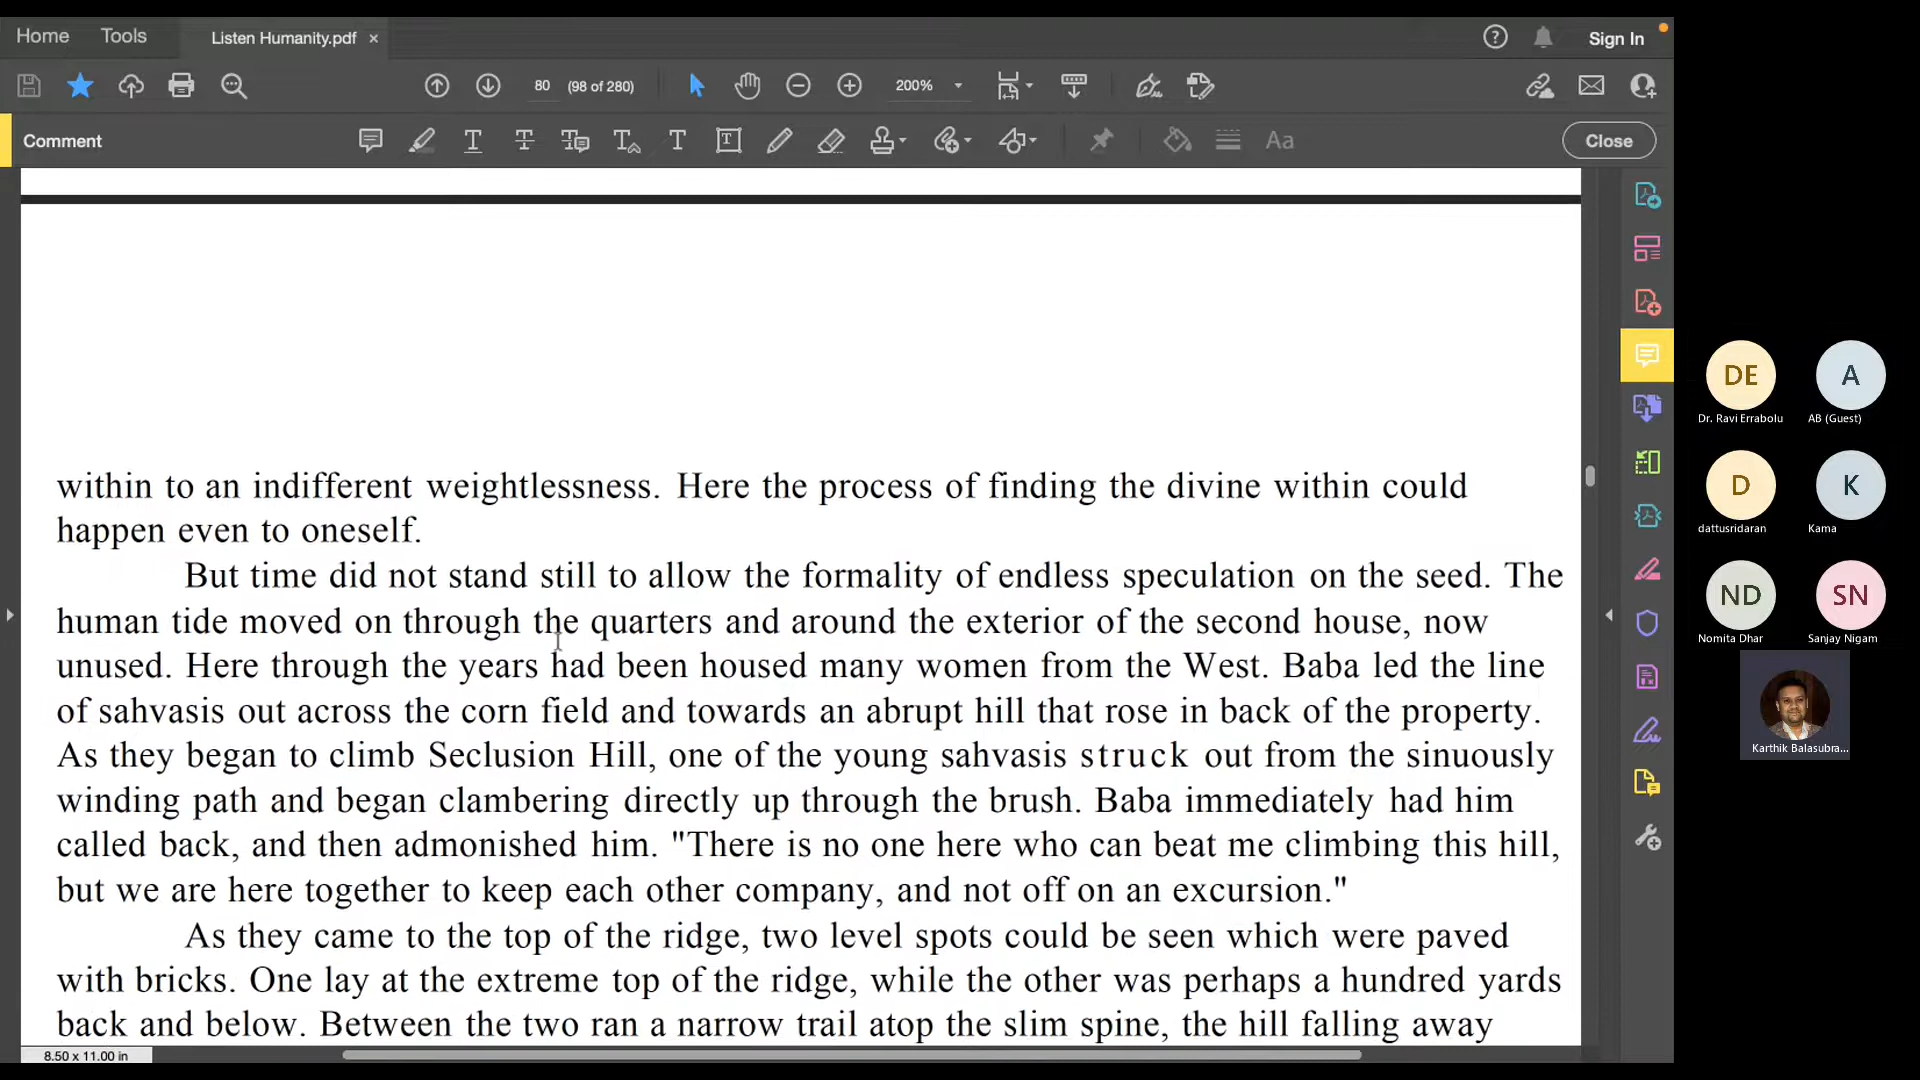 Home Tools Listen Humanity.pdf × ? Sign In
80 (98 of 280) 200%
Comment T T T T T T Aa Close
within to an indifferent weightlessness. Here the process of finding the divine within could
happen even to oneself.
But time did not stand still to allow the formality of endless speculation on the seed. The
human tide moved on through the quarters and around the exterior of the second house, now
unused. Here through the years had been housed many women from the West. Baba led the line
of sahvasis out across the corn field and towards an abrupt hill that rose in back of the property.
As they began to climb Seclusion Hill, one of the young sahvasis struck out from the sinuously
winding path and began clambering directly up through the brush. Baba immediately had him
called back, and then admonished him. "There is no one here who can beat me climbing this hill,
but we are here together to keep each other company, and not off on an excursion."
As they came to the top of the ridge, two level spots could be seen which were paved
with bricks. One lay at the extreme top of the ridge, while the other was perhaps a hundred yards
back and below. Between the two ran a narrow trail atop the slim spine, the hill falling away
8.50 x 11.00 in
DE A
Dr. Ravi Errabolu AB (Guest)
D K
dattusridaran Kama
ND SN
Nomita Dhar Sanjay Nigam
Karthik Balasubra...